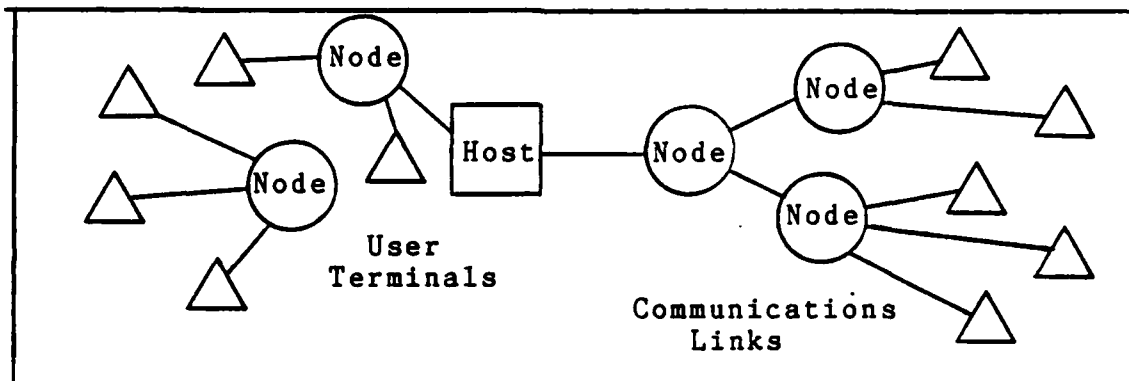 Node
Node
Host
Node
Node
Node
User
Terminals
Communications
Links